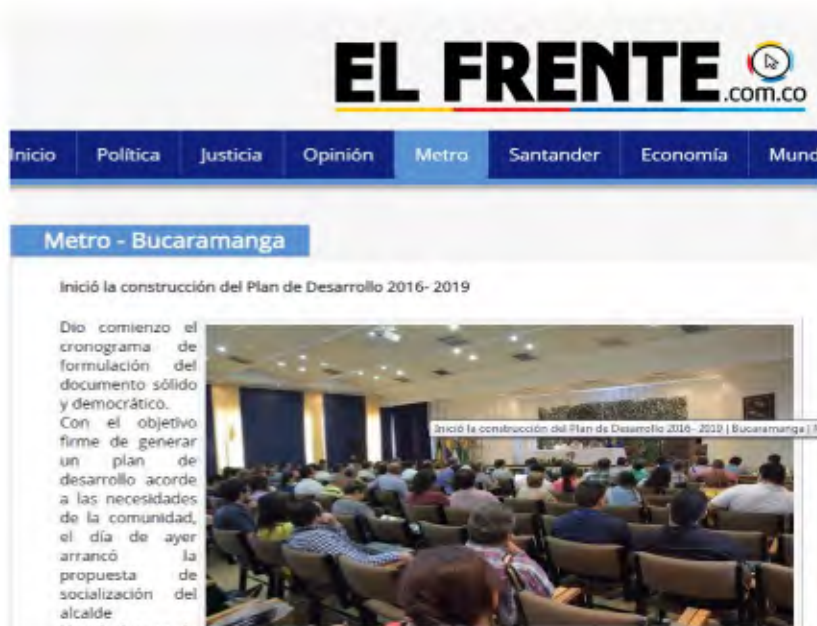 EL FRENTE
.com.co
Inicio Política Justicia Opinión Metro Santander Economía Mund
Metro - Bucaramanga
Inició la construcción del Plan de Desarrollo 2016- 2019
Dio comienzo el
cronograma de
formulación del
documento sólido
y democrático.
Con el objetivo
firme de generar
un plan de
desarrollo acorde
a las necesidades
de la comunidad,
el día de ayer
arrancó la
propuesta de
socialización del
alcalde
Inició la construcción del Plan de Desarrollo 2016- 2019 | Bucaramanga |